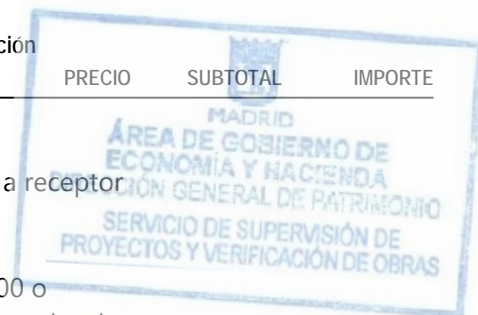 ción
PRECIO SUBTOTAL IMPORTE
MADRID
ÁREA DE GOBIERNO DE
ECONOMÍA Y HACIENDA
a receptor
DIRECCIÓN GENERAL DE PATRIMONIO
SERVICIO DE SUPERVISIÓN DE
PROYECTOS Y VERIFICACIÓN DE OBRAS
00 o